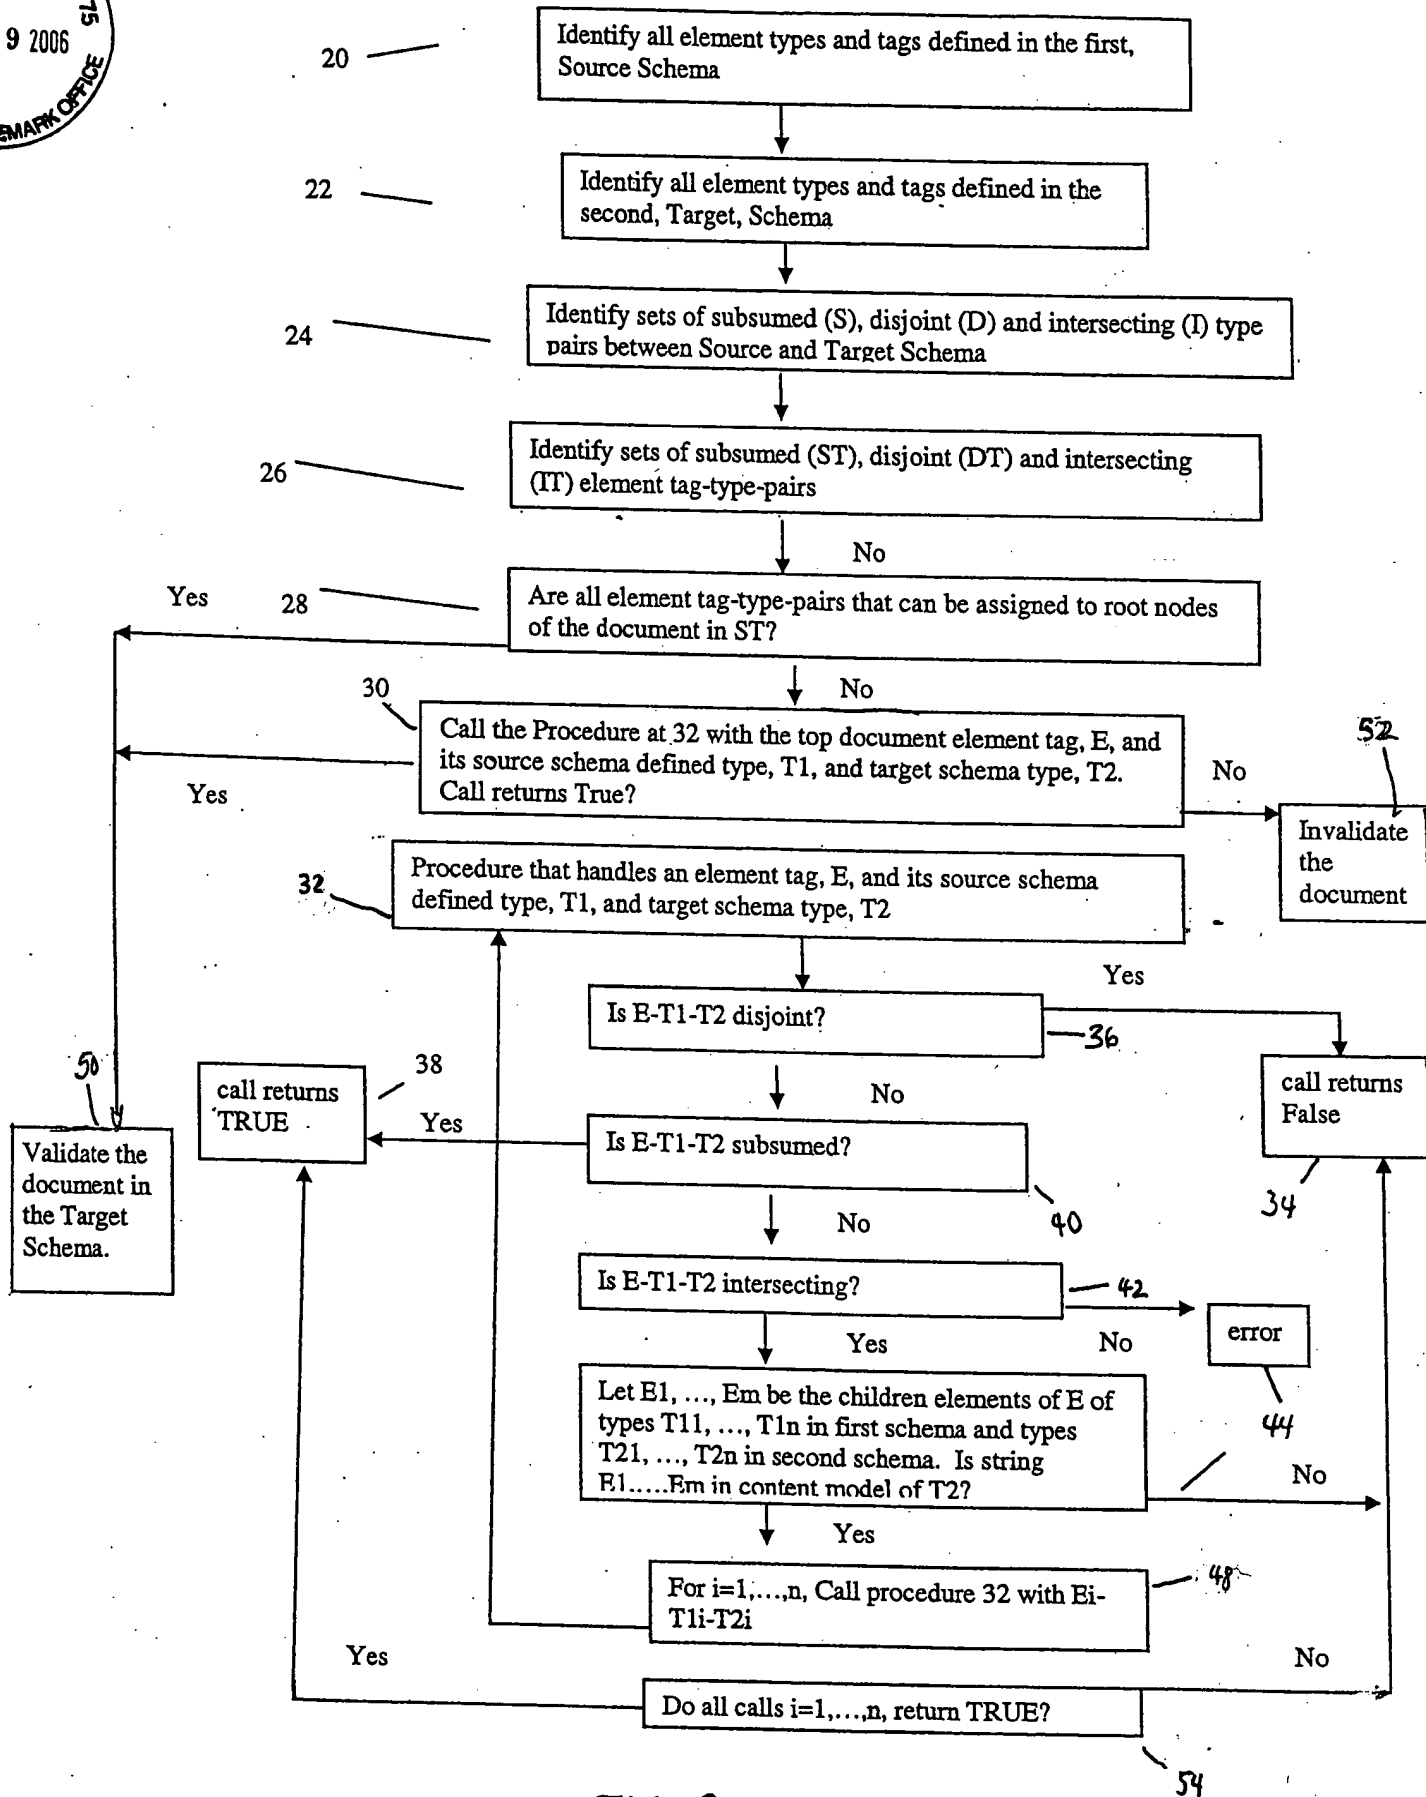 75
9 2006
EMARK OFFICE
20
Identify all element types and tags defined in the first,
Source Schema
22
Identify all element types and tags defined in the
second, Target, Schema
24
Identify sets of subsumed (S), disjoint (D) and intersecting (I) type
pairs between Source and Target Schema
26
Identify sets of subsumed (ST), disjoint (DT) and intersecting
(IT) element tag-type-pairs
No
Yes
28
Are all element tag-type-pairs that can be assigned to root nodes
of the document in ST?
No
30
Call the Procedure at 32 with the top document element tag, E, and
its source schema defined type, T1, and target schema type, T2.
Call returns True?
Yes
No
52
Invalidate
the
document
32
Procedure that handles an element tag, E, and its source schema
defined type, T1, and target schema type, T2
Yes
Is E-T1-T2 disjoint?
36
call returns
False
34
No
38
call returns
TRUE
Yes
Is E-T1-T2 subsumed?
40
50
Validate the
document in
the Target
Schema.
No
Is E-T1-T2 intersecting?
42
No
error
44
Yes
Let E1, ..., Em be the children elements of E of
types T11, ..., T1n in first schema and types
T21, ..., T2n in second schema. Is string
E1.....Em in content model of T2?
No
Yes
For i=1,...,n, Call procedure 32 with Ei-
T1i-T2i
48
Yes
No
Do all calls i=1,...,n, return TRUE?
54